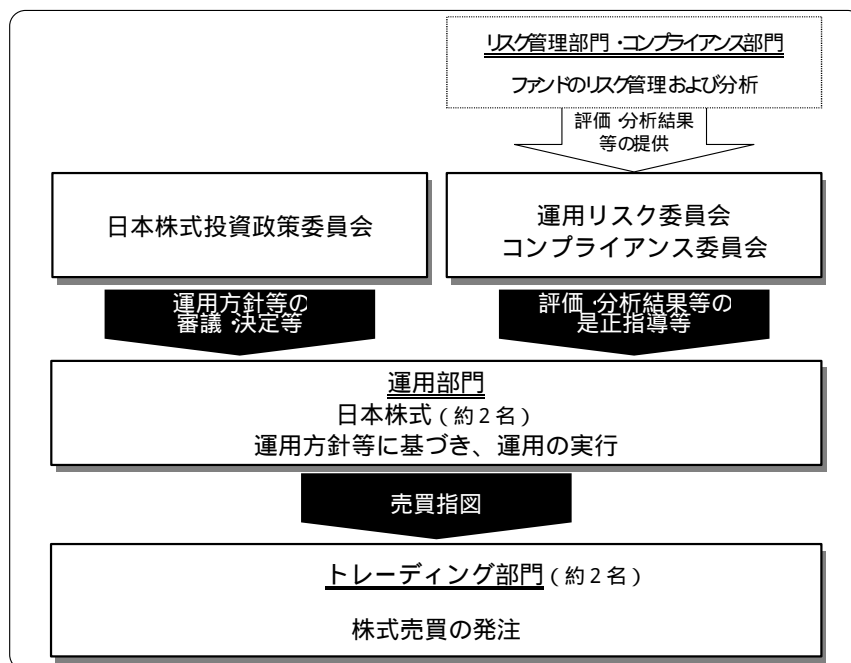 リスク管理部門・コンプライアンス部門
ファンドのリスク管理および分析
評価・分析結果
等の提供
日本株式投資政策委員会
運用リスク委員会
コンプライアンス委員会
運用方針等の
審議・決定等
評価・分析結果等の
是正指導等
運用部門
日本株式（約2名）
運用方針等に基づき、運用の実行
売買指図
トレーディング部門（約2名）
株式売買の発注